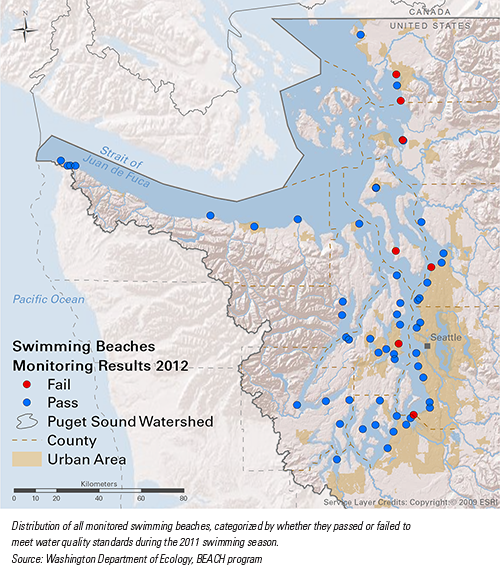 CANADA
UNITED STATES
N
Strait of
Juan de Fuca
Pacific Ocean
Seattle
Swimming Beaches
Monitoring Results 2012
Fail
Pass
Puget Sound Watershed
County
Urban Area
Kilometers
0 10 20 40 60 80
Service Layer Credits: Copyright:© 2009 ESRI
Distribution of all monitored swimming beaches, categorized by whether they passed or failed to
meet water quality standards during the 2011 swimming season.
Source: Washington Department of Ecology, BEACH program